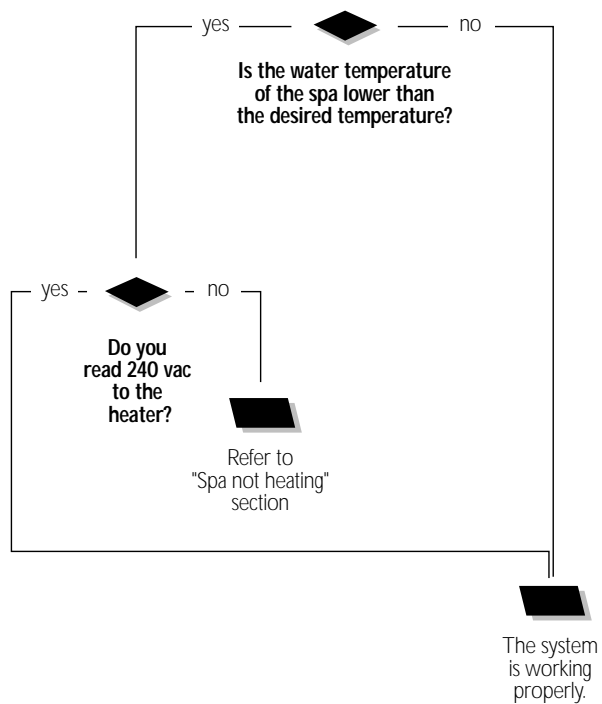 yes
no
Is the water temperature
of the spa lower than
the desired temperature?
yes
no
Do you
read 240 vac
to the
heater?
Refer to
"Spa not heating"
section
The system
is working
properly.